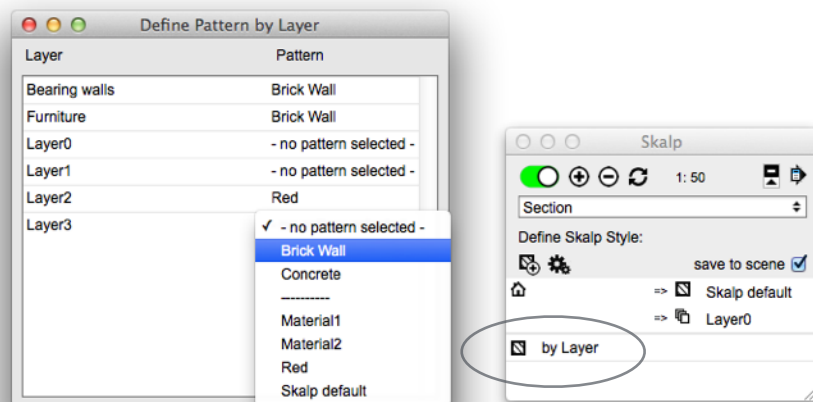 Define Pattern by Layer
Layer Pattern
Bearing walls Brick Wall
Furniture Brick Wall
Layer0 - no pattern selected -
Layer1 - no pattern selected -
Layer2 Red
Layer3
✓ - no pattern selected -
Brick Wall
Concrete
----------
Material1
Material2
Red
Skalp default
Skalp
1: 50
Section
Define Skalp Style:
save to scene
=> Skalp default
=> Layer0
by Layer